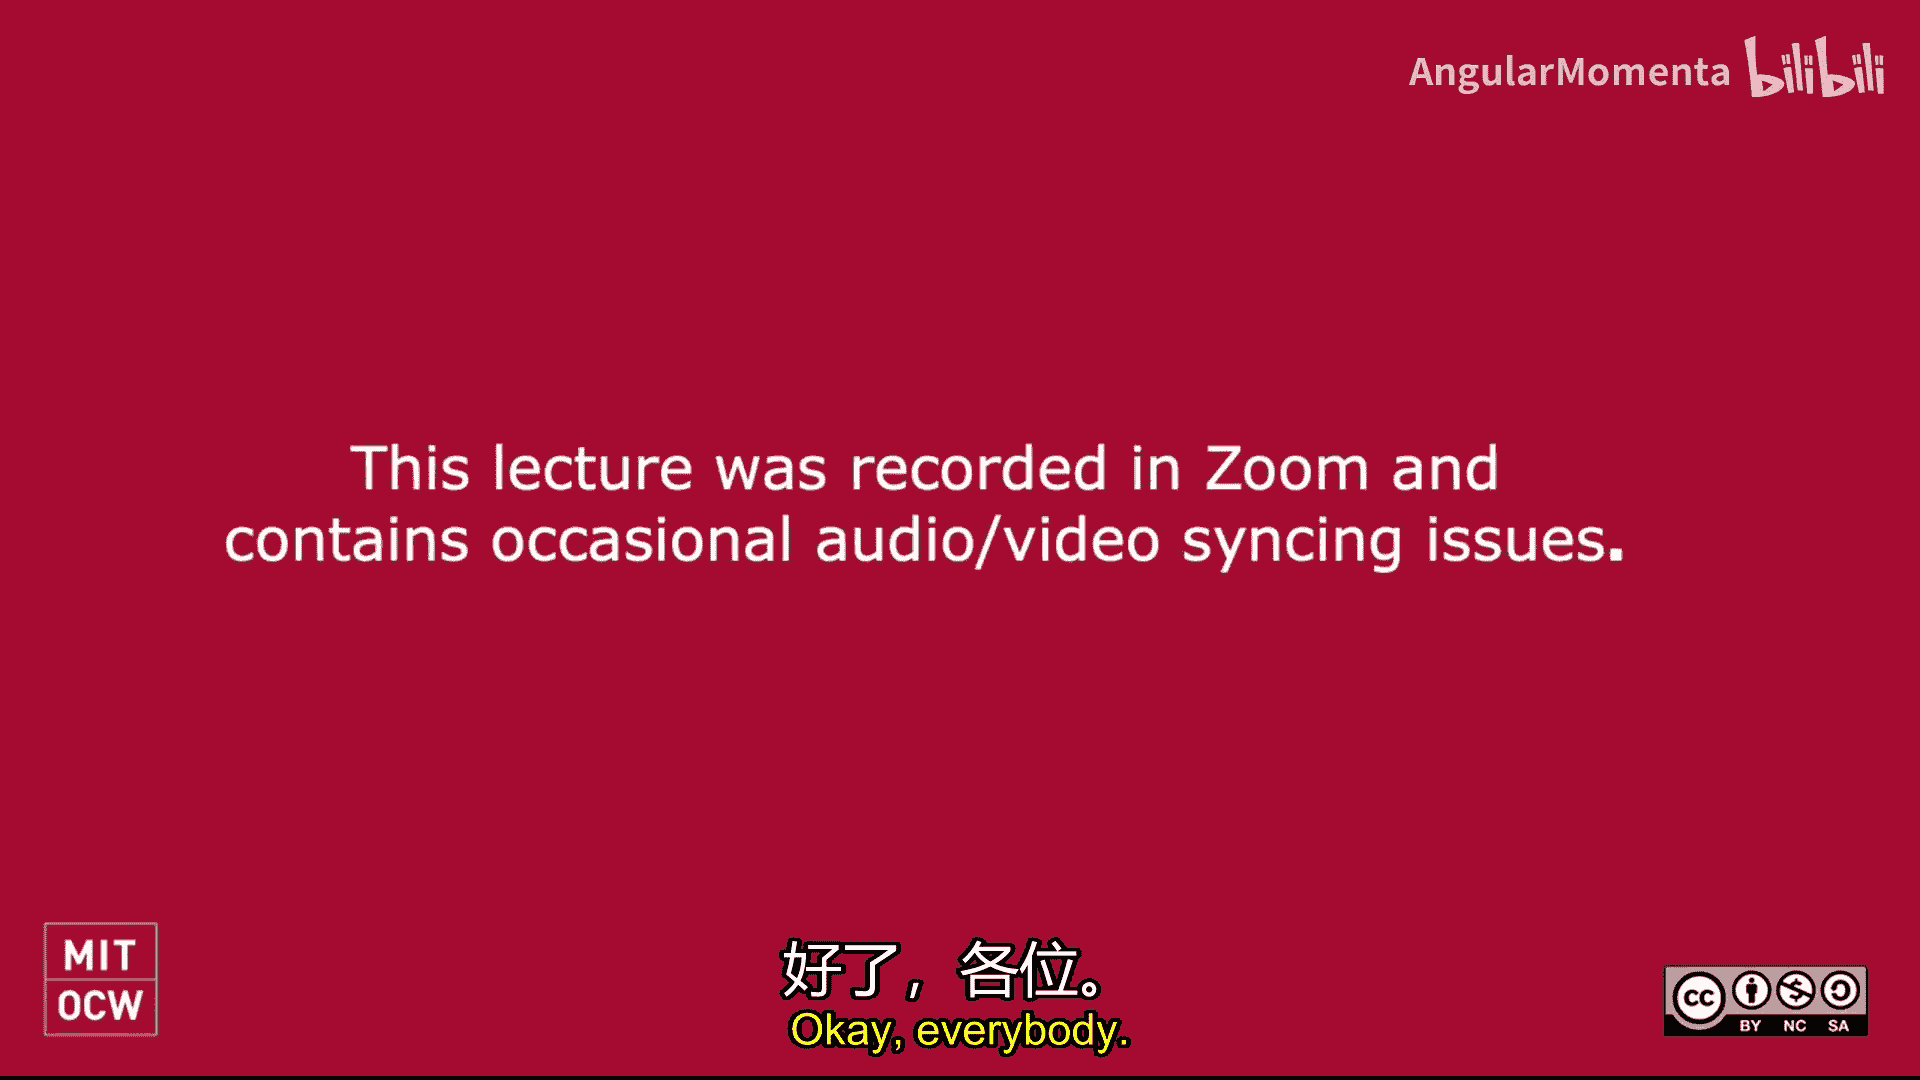 AngularMomenta bilibili
This lecture was recorded in Zoom and
contains occasional audio/video syncing issues.
MIT
OCW
好了，各位。
Okay, everybody.
cc
BY NC SA